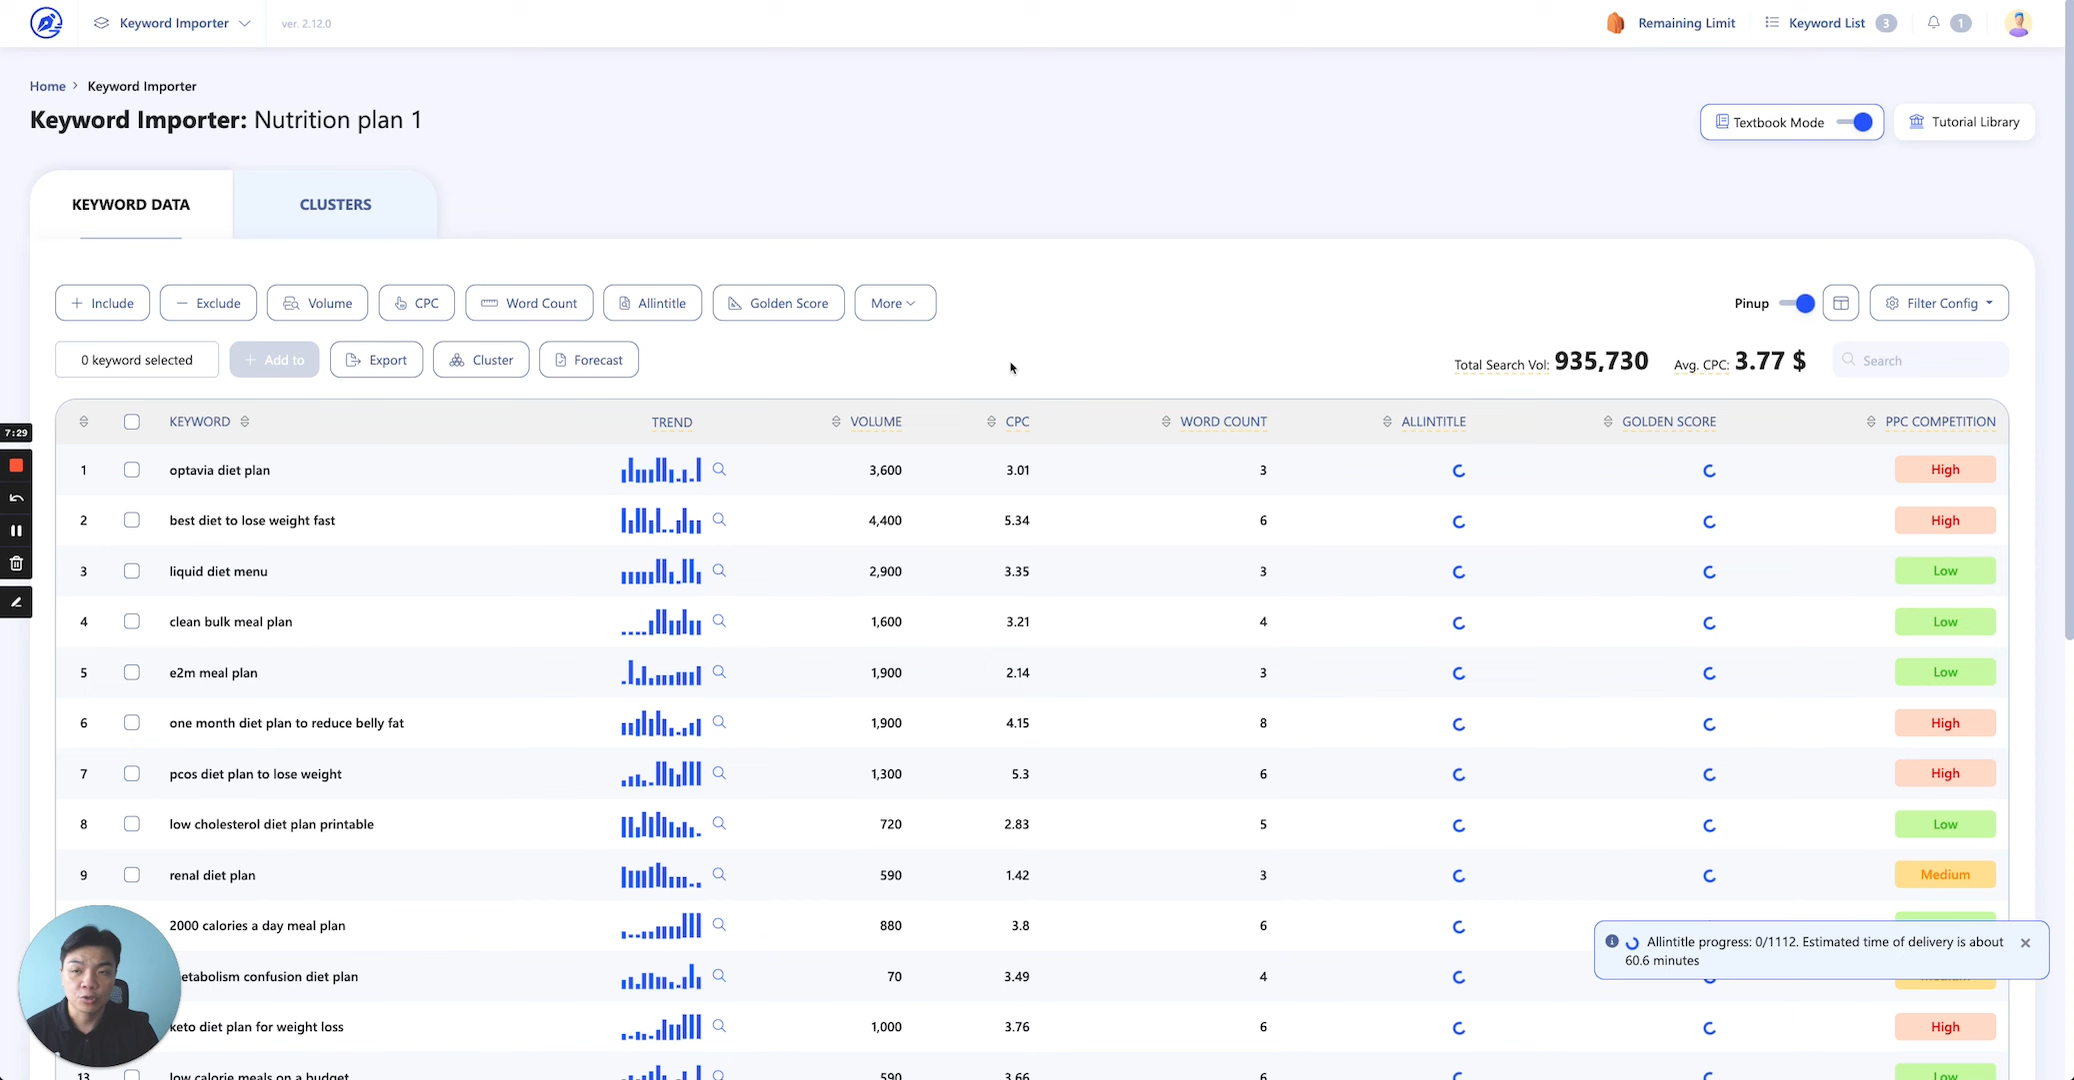 Keyword Importer ver. 2.12.0 Remaining Limit Keyword List 3 1
Home > Keyword Importer
Keyword Importer: Nutrition plan 1
Textbook Mode Tutorial Library
KEYWORD DATA CLUSTERS
+ Include − Exclude Volume CPC Word Count Allintitle Golden Score More Pinup Filter Config
0 keyword selected + Add to Export Cluster Forecast Total Search Vol: 935,730 Avg. CPC: 3.77 $ Search
KEYWORD TREND VOLUME CPC WORD COUNT ALLINTITLE GOLDEN SCORE PPC COMPETITION
7:29
1 optavia diet plan 3,600 3.01 3 High
2 best diet to lose weight fast 4,400 5.34 6 High
3 liquid diet menu 2,900 3.35 3 Low
4 clean bulk meal plan 1,600 3.21 4 Low
5 e2m meal plan 1,900 2.14 3 Low
6 one month diet plan to reduce belly fat 1,900 4.15 8 High
7 pcos diet plan to lose weight 1,300 5.3 6 High
8 low cholesterol diet plan printable 720 2.83 5 Low
9 renal diet plan 590 1.42 3 Medium
2000 calories a day meal plan 880 3.8 6
Allintitle progress: 0/1112. Estimated time of delivery is about
60.6 minutes
etabolism confusion diet plan 70 3.49 4
keto diet plan for weight loss 1,000 3.76 6 High
13 low calorie meals on a budget 590 3.66 6 Low